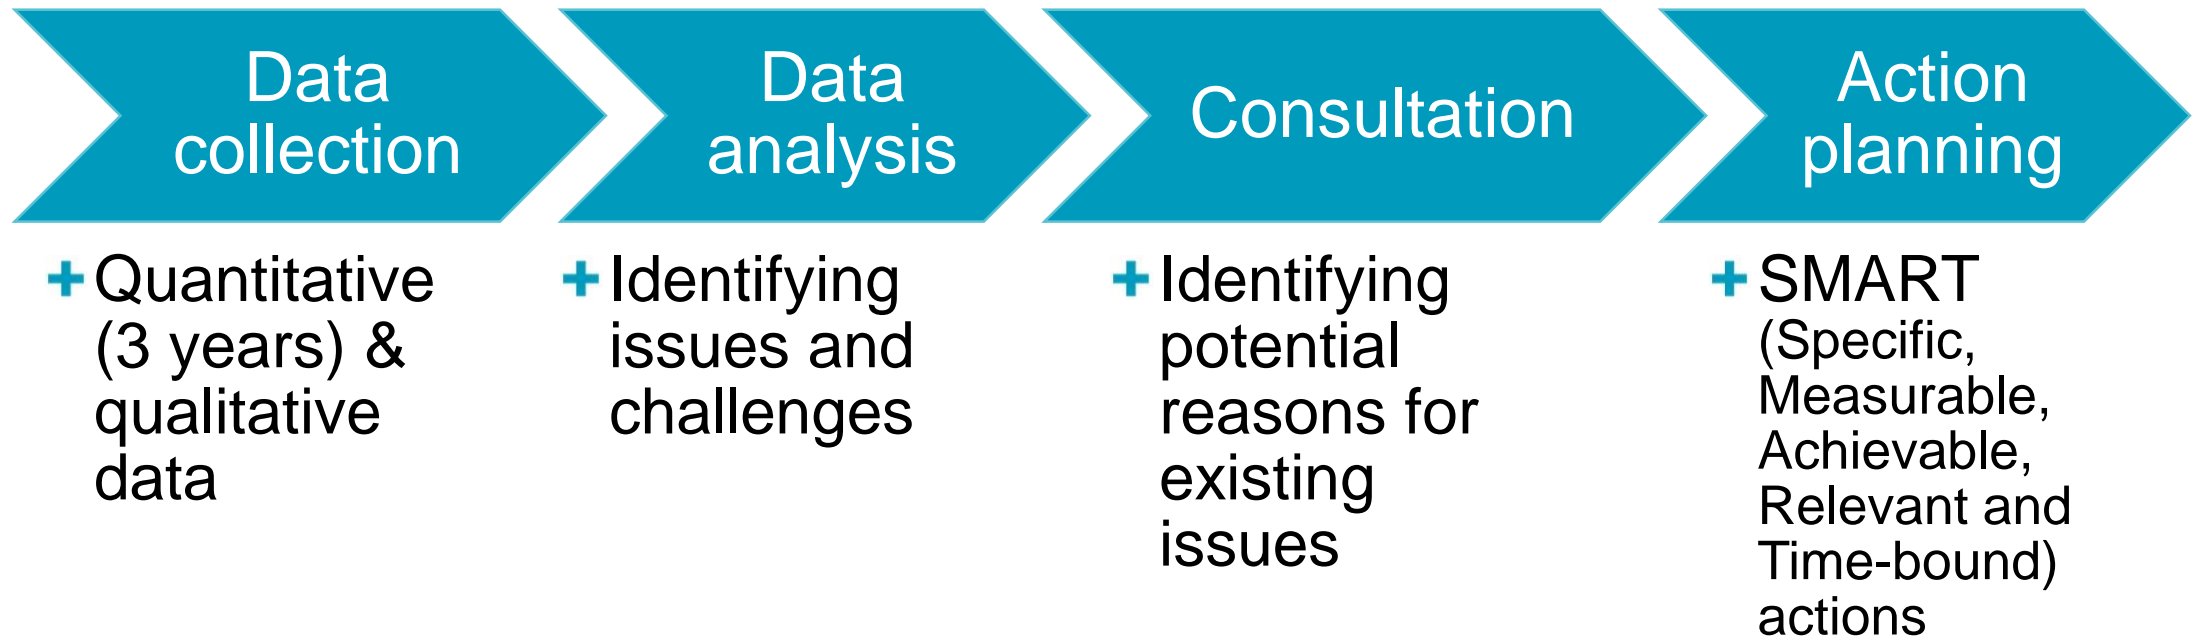 Data
collection
Data
analysis
Consultation
Action
planning
+ Quantitative
(3 years) &
qualitative
data
+ Identifying
issues and
challenges
+ Identifying
potential
reasons for
existing
issues
+ SMART
(Specific,
Measurable,
Achievable,
Relevant and
Time-bound)
actions